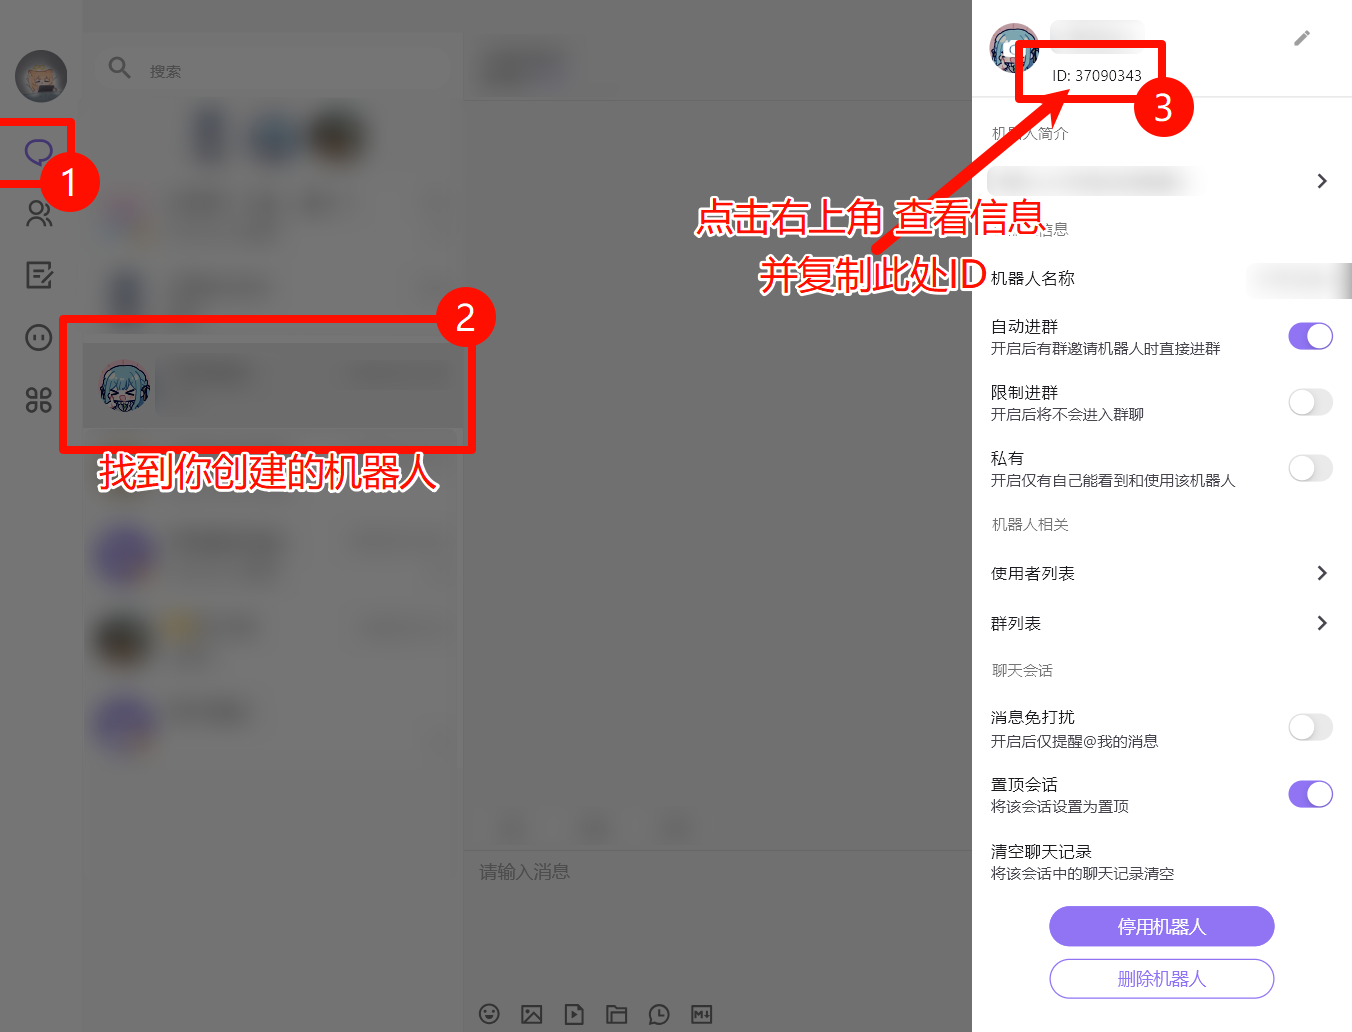 搜索
1
2
找到你创建的机器人
点击右上角 查看信息
并复制此处ID
请输入消息
ID: 37090343
3
机器人简介
信息
机器人名称
自动进群
开启后有群邀请机器人时直接进群
限制进群
开启后将不会进入群聊
私有
开启仅有自己能看到和使用该机器人
机器人相关
使用者列表
群列表
聊天会话
消息免打扰
开启后仅提醒@我的消息
置顶会话
将该会话设置为置顶
清空聊天记录
将该会话中的聊天记录清空
停用机器人
删除机器人